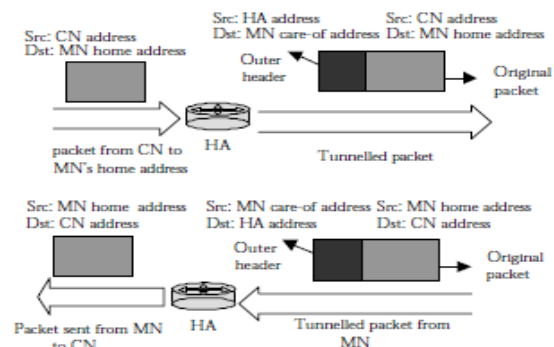 Src: CN address
Dst: MN home address
Src: HA address
Dst: MN care-of address
Src: CN address
Dst: MN home address
Outer
header
Original
packet
packet from CN to
MN's home address
HA
Tunnelled packet
Src: MN home address
Dst: CN address
Src: MN care-of address
Dst: HA address
Src: MN home address
Dst: CN address
Outer
header
Original
packet
Packet sent from MN
to CN
HA
Tunnelled packet from
MN